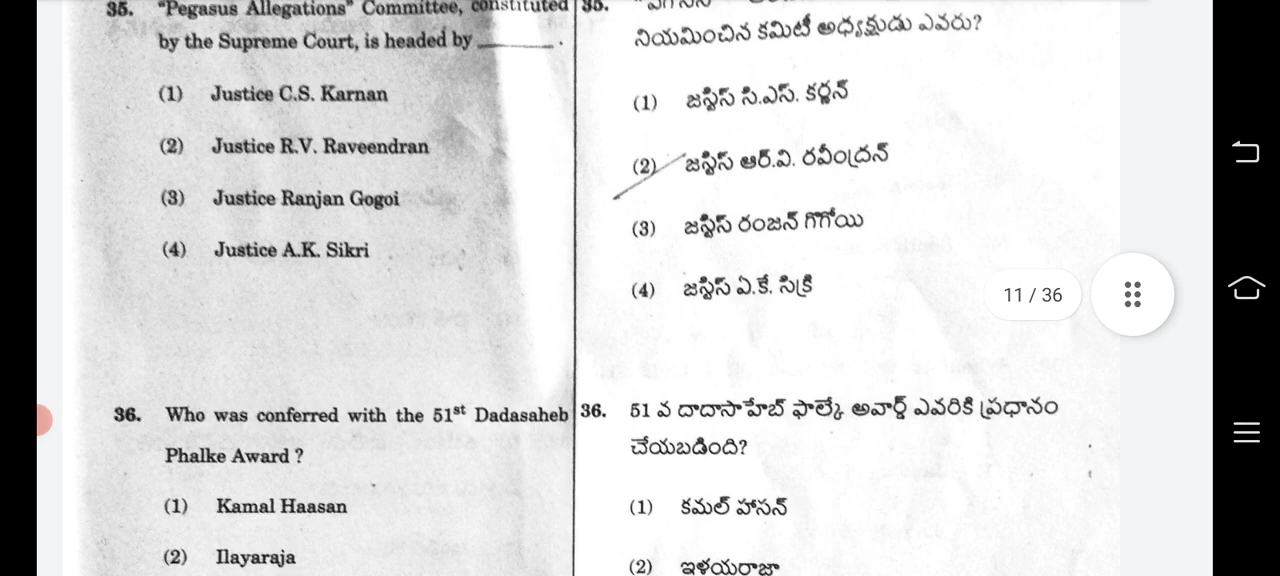 35. "Pegasus Allegations" Committee, constituted
by the Supreme Court, is headed by ________ .
(1) Justice C.S. Karnan
(2) Justice R.V. Raveendran
(3) Justice Ranjan Gogoi
(4) Justice A.K. Sikri
36. Who was conferred with the 51st Dadasaheb
Phalke Award ?
(1) Kamal Haasan
(2) Ilayaraja
35.
నియమించిన కమిటీ అధ్యక్షుడు ఎవరు?
(1) జస్టిస్ సి.ఎస్. కర్ణన్
(2) జస్టిస్ ఆర్.వి. రవీంద్రన్
(3) జస్టిస్ రంజన్ గొగోయి
(4) జస్టిస్ ఏ.కే. సిక్రి
36. 51 వ దాదాసాహేబ్ ఫాల్కే అవార్డ్ ఎవరికి ప్రధానం
చేయబడింది?
(1) కమల్ హాసన్
(2) ఇళయరాజా
11 / 36